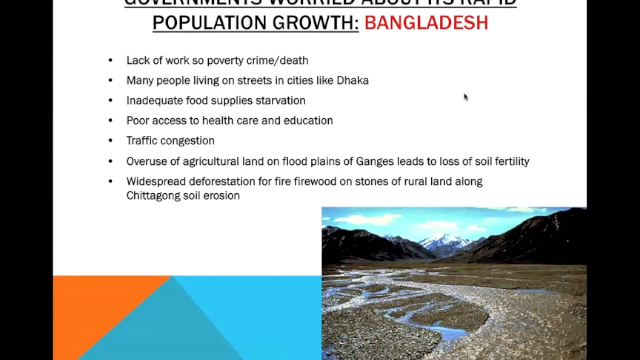 GOVERNMENTS WORRIED ABOUT ITS RAPID
POPULATION GROWTH: BANGLADESH
• Lack of work so poverty crime/death
• Many people living on streets in cities like Dhaka
• Inadequate food supplies starvation
• Poor access to health care and education
• Traffic congestion
• Overuse of agricultural land on flood plains of Ganges leads to loss of soil fertility
• Widespread deforestation for fire firewood on stones of rural land along
Chittagong soil erosion